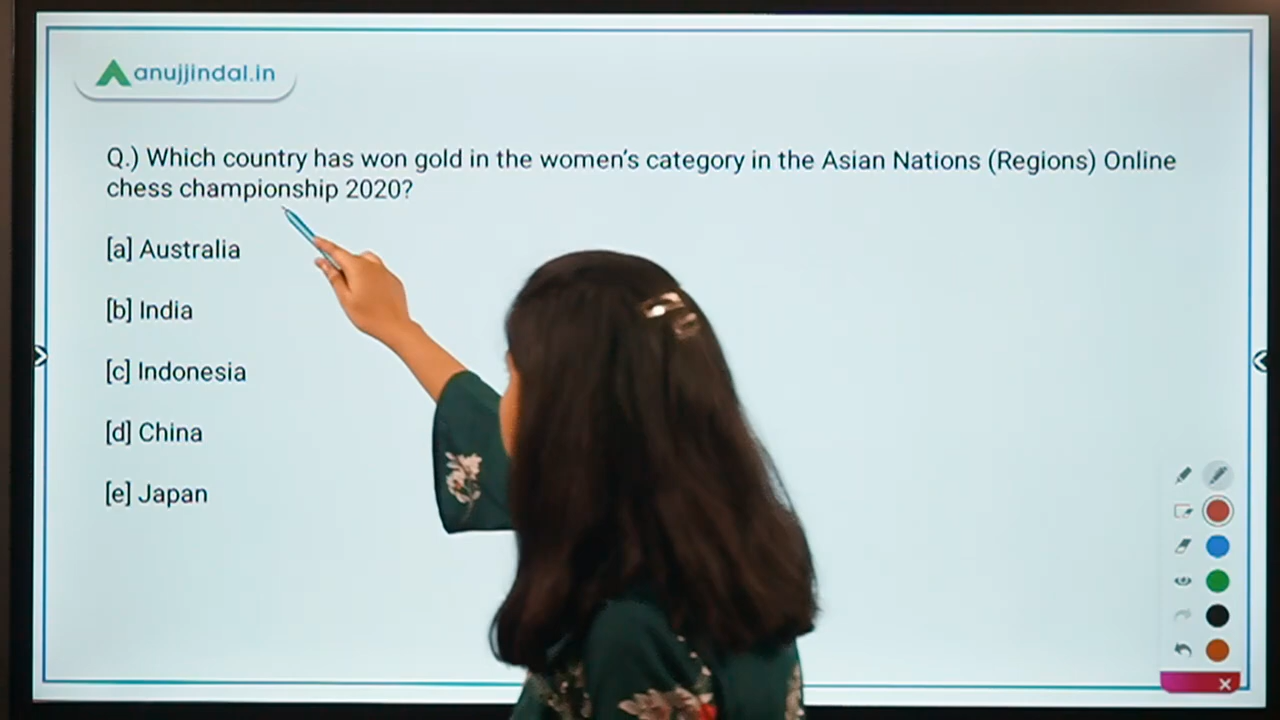 anujjindal.in
Q.) Which country has won gold in the women's category in the Asian Nations (Regions) Online
chess championship 2020?
[a] Australia
[b] India
[c] Indonesia
[d] China
[e] Japan